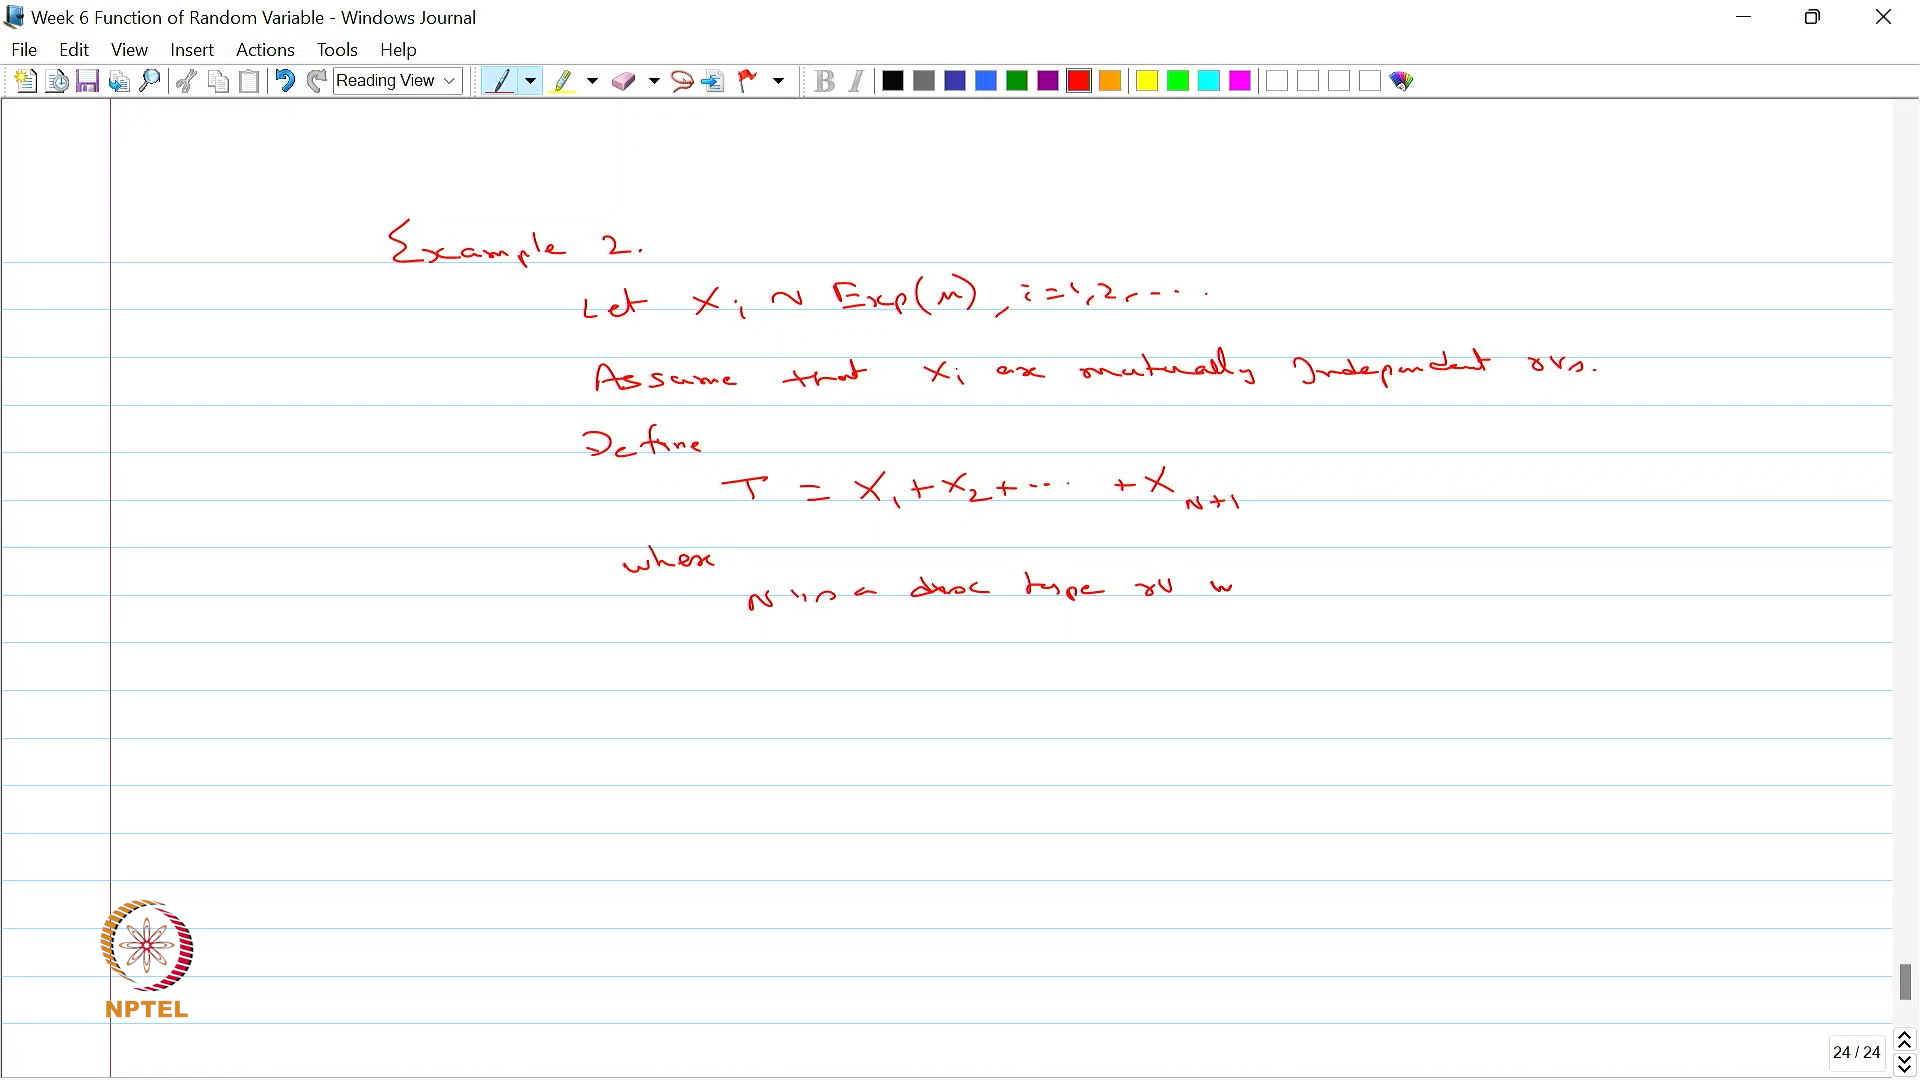 Week 6 Function of Random Variable - Windows Journal
File Edit View Insert Actions Tools Help
Reading View B I
Example 2.
Let Xi ~ Exp(μ), i=1,2,....
Assume that Xi are mutually Independent rvs.
Define
T = X1+X2+... +XN+1
where
N is a disc type rv w
NPTEL
24 / 24